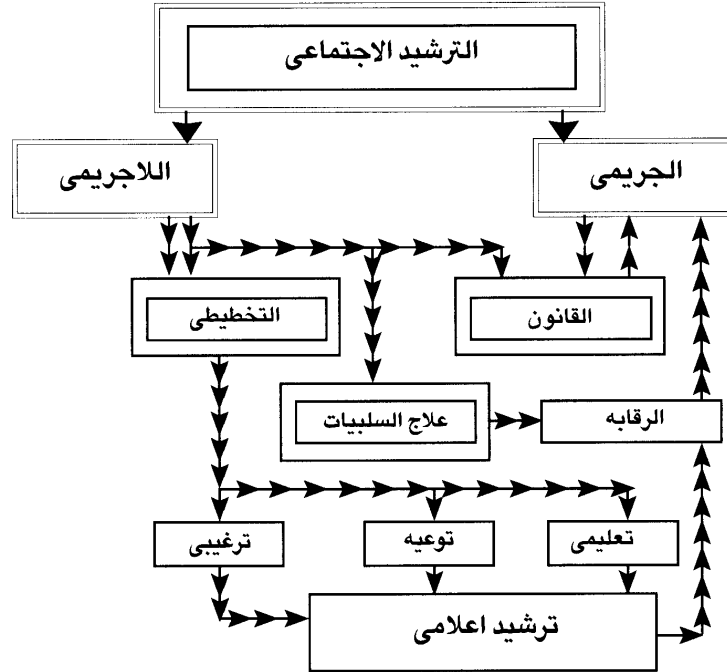 الترشيد الاجتماعى
الجريمى
اللاجريمى
القانون
التخطيطى
علاج السلبيات
الرقابه
تعليمى
توعيه
ترغيبى
ترشيد اعلامى